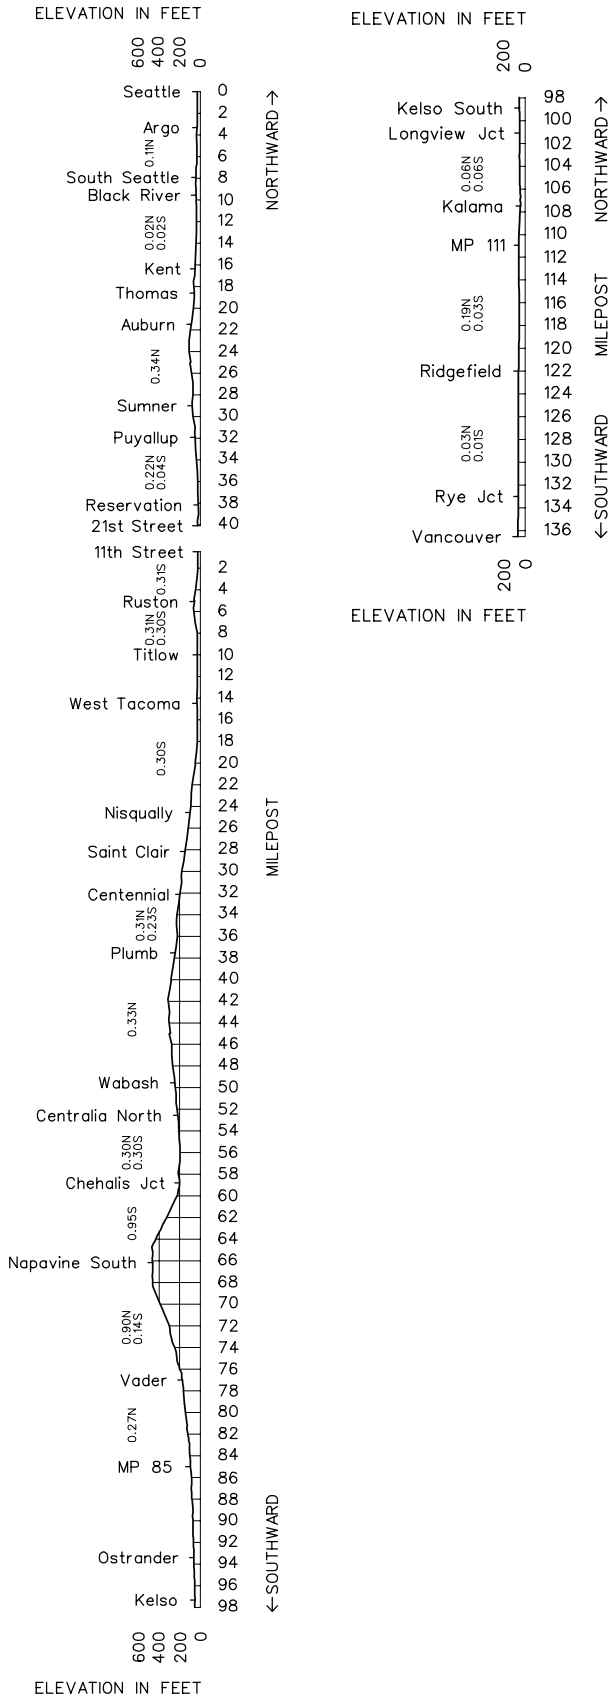 ELEVATION IN FEET
600 400 200 0
Seattle 0
2
Argo 4
0.11N
6
South Seattle 8
Black River 10
12
0.02N
0.02S
14
Kent 16
Thomas 18
20
Auburn 22
24
0.34N
26
28
Sumner 30
Puyallup 32
34
0.22N
0.04S
36
Reservation 38
21st Street 40
NORTHWARD →
11th Street
2
0.31S
4
Ruston
6
0.31N
0.30S
8
Titlow 10
12
West Tacoma 14
16
18
0.30S
20
22
24
Nisqually
26
Saint Clair 28
30
Centennial 32
34
0.31N
0.23S
36
Plumb 38
40
42
0.33N
44
46
48
Wabash 50
Centralia North 52
54
0.30N
0.30S
56
58
Chehalis Jct
60
0.95S
62
64
Napavine South 66
68
70
0.90N
0.14S
72
74
76
Vader
78
80
0.27N
82
84
MP 85
86
88
90
92
Ostrander 94
96
Kelso 98
MILEPOST
← SOUTHWARD
600 400 200 0
ELEVATION IN FEET
ELEVATION IN FEET
200 0
98
Kelso South
100
Longview Jct 102
104
0.06N
0.06S
106
Kalama 108
110
MP 111
112
114
116
0.19N
0.03S
118
120
Ridgefield 122
124
126
128
0.03N
0.01S
130
132
Rye Jct
134
136
Vancouver
NORTHWARD →
MILEPOST
← SOUTHWARD
200 0
ELEVATION IN FEET